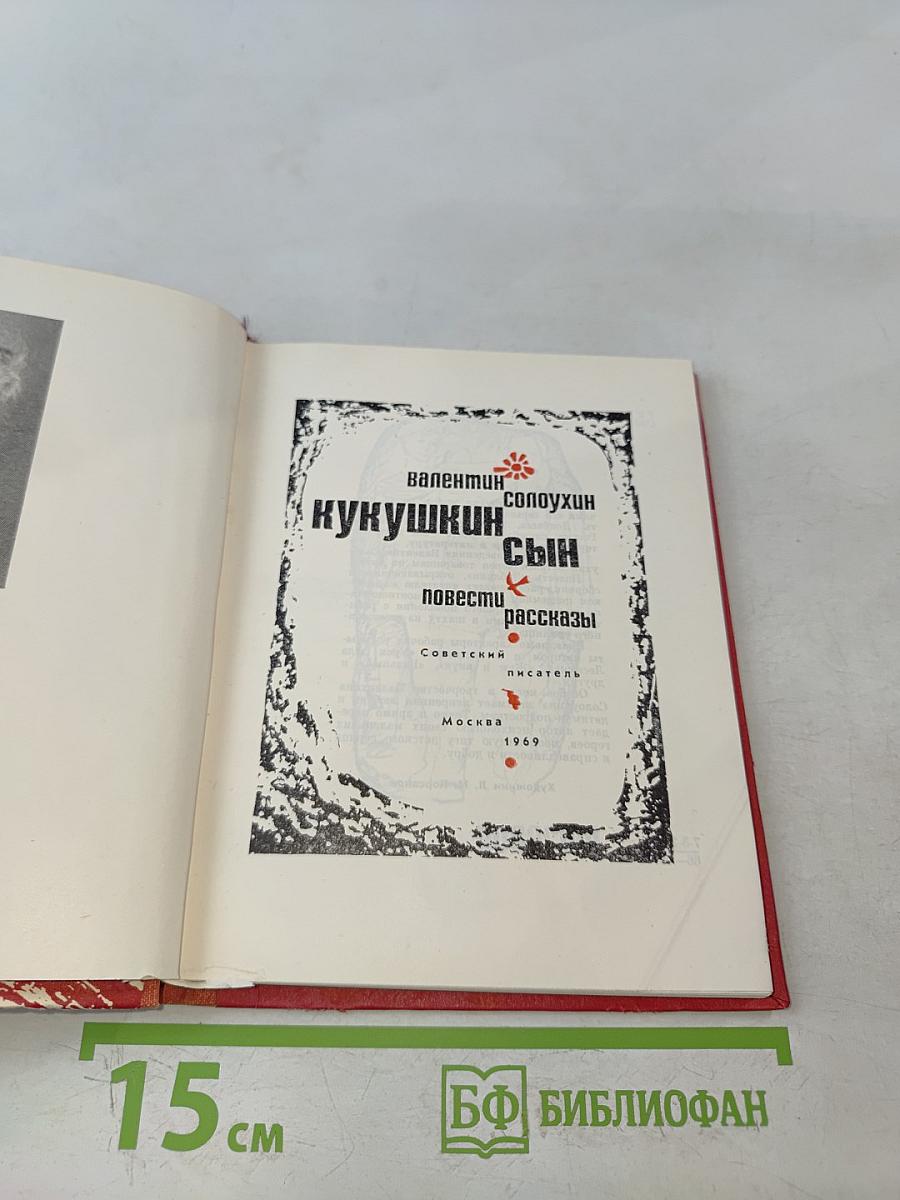 валентин
солоухин
кукушкин
сын
повести
рассказы
Советский
писатель
Москва
1969
15 см
БФ БИБЛИОФАН